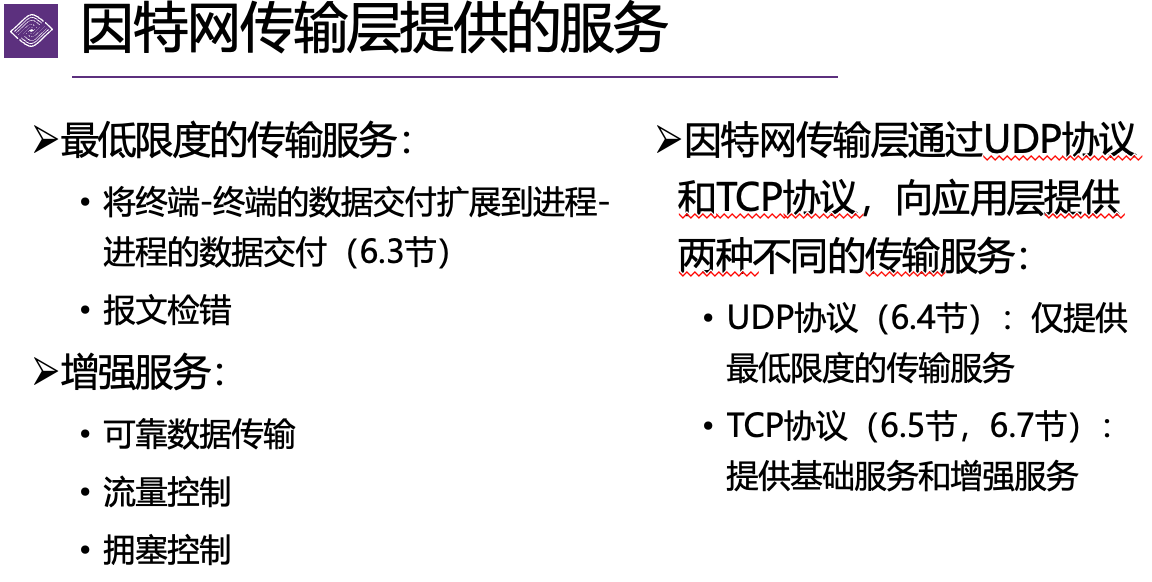 因特网传输层提供的服务
➢最低限度的传输服务：
• 将终端-终端的数据交付扩展到进程-
进程的数据交付（6.3节）
• 报文检错
➢增强服务：
• 可靠数据传输
• 流量控制
• 拥塞控制
➢因特网传输层通过UDP协议
和TCP协议，向应用层提供
两种不同的传输服务：
• UDP协议（6.4节）：仅提供
最低限度的传输服务
• TCP协议（6.5节，6.7节）：
提供基础服务和增强服务